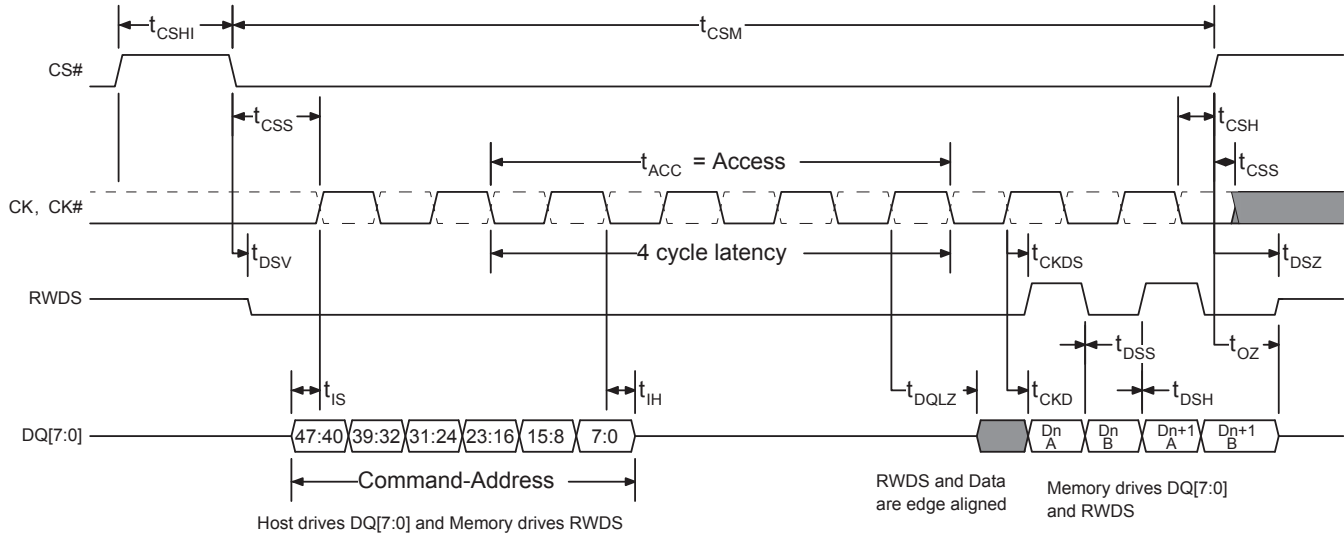 tCSHI
tCSM
CS#
tCSS
tCSH
tACC = Access
tCSS
CK, CK#
tDSV
4 cycle latency
tCKDS
tDSZ
RWDS
tDSS
tOZ
tIS
tIH
tDQLZ
tCKD
tDSH
DQ[7:0]
47:40 39:32 31:24 23:16 15:8 7:0
Dn A
Dn B
Dn+1 A
Dn+1 B
Command-Address
RWDS and Data
are edge aligned
Memory drives DQ[7:0]
and RWDS
Host drives DQ[7:0] and Memory drives RWDS